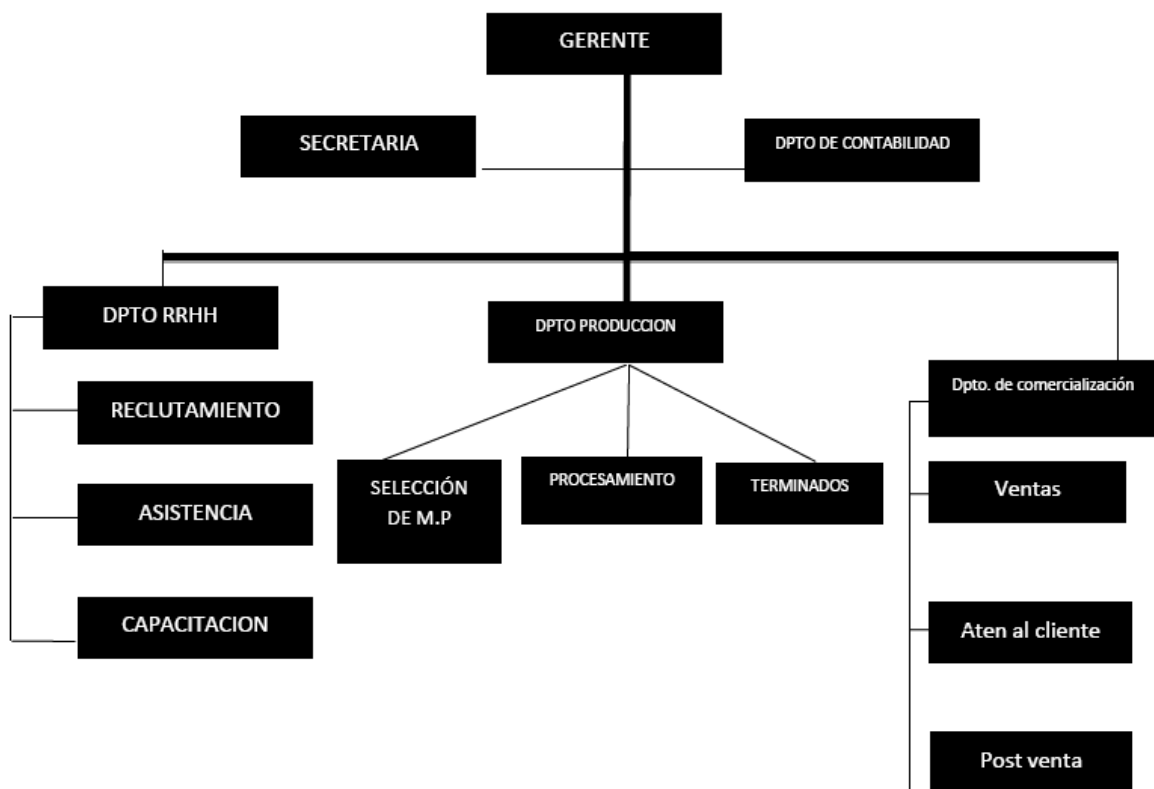 GERENTE
SECRETARIA
DPTO DE CONTABILIDAD
DPTO RRHH
RECLUTAMIENTO
ASISTENCIA
CAPACITACION
DPTO PRODUCCION
SELECCIÓN
DE M.P
PROCESAMIENTO
TERMINADOS
Dpto. de comercialización
Ventas
Aten al cliente
Post venta